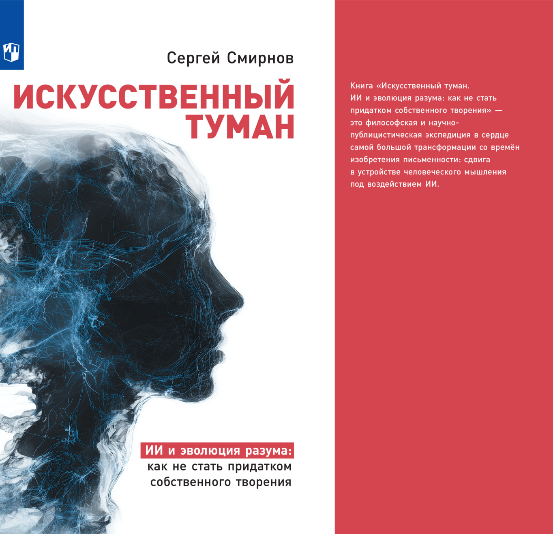 Сергей Смирнов
ИСКУССТВЕННЫЙ
ТУМАН
ИИ и эволюция разума:
как не стать придатком
собственного творения
Книга «Искусственный туман.
ИИ и эволюция разума: как не стать
придатком собственного творения» —
это философская и научно-
публицистическая экспедиция в сердце
самой большой трансформации со времён
изобретения письменности: сдвига
в устройстве человеческого мышления
под воздействием ИИ.